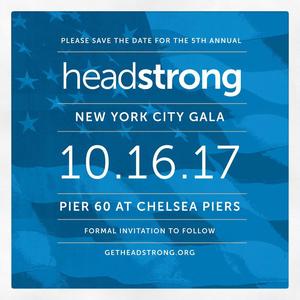 PLEASE SAVE THE DATE FOR THE 5TH ANNUAL
headstrong
NEW YORK CITY GALA
10.16.17
PIER 60 AT CHELSEA PIERS
FORMAL INVITATION TO FOLLOW
GETHEADSTRONG.ORG